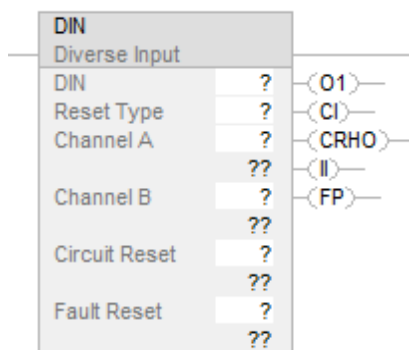 DIN
Diverse Input
DIN ? (O1)
Reset Type ? (CI)
Channel A ? (CRHO)
?? (II)
Channel B ? (FP)
??
Circuit Reset ?
??
Fault Reset ?
??